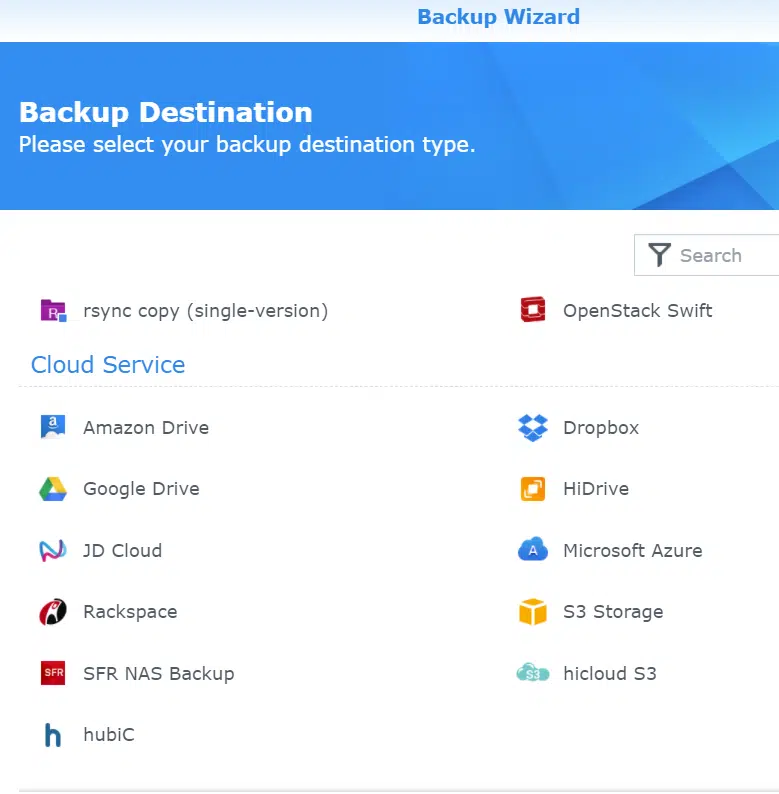 Backup Wizard
Backup Destination
Please select your backup destination type.
Search
R
rsync copy (single-version)
OpenStack Swift
Cloud Service
a
Amazon Drive
Dropbox
Google Drive
HiDrive
JD Cloud
A
Microsoft Azure
Rackspace
S3 Storage
SFR
SFR NAS Backup
S3
hicloud S3
h
hubiC